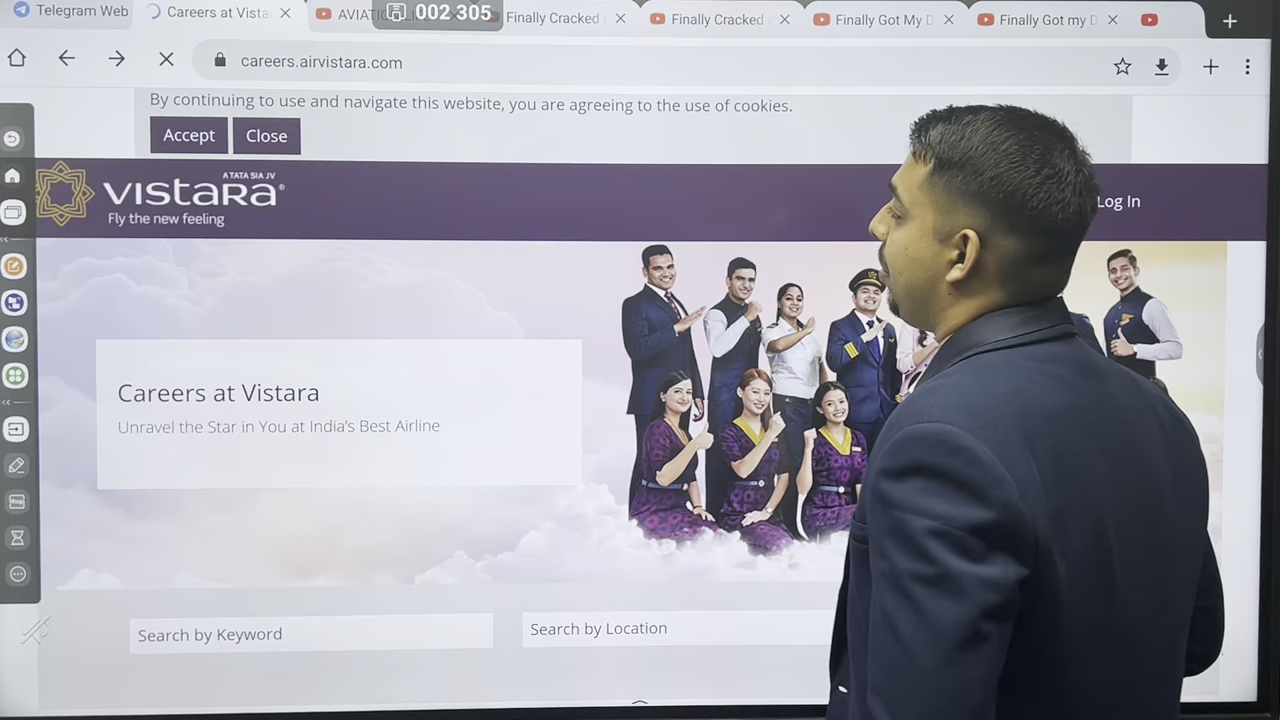 Telegram Web
Careers at Vista
AVIATIC
002 305
Finally Cracked
Finally Cracked
Finally Got My D
Finally Got my D
careers.airvistara.com
By continuing to use and navigate this website, you are agreeing to the use of cookies.
Accept
Close
A TATA SIA JV
VISTARA®
Fly the new feeling
Log In
Careers at Vistara
Unravel the Star in You at India's Best Airline
Search by Keyword
Search by Location